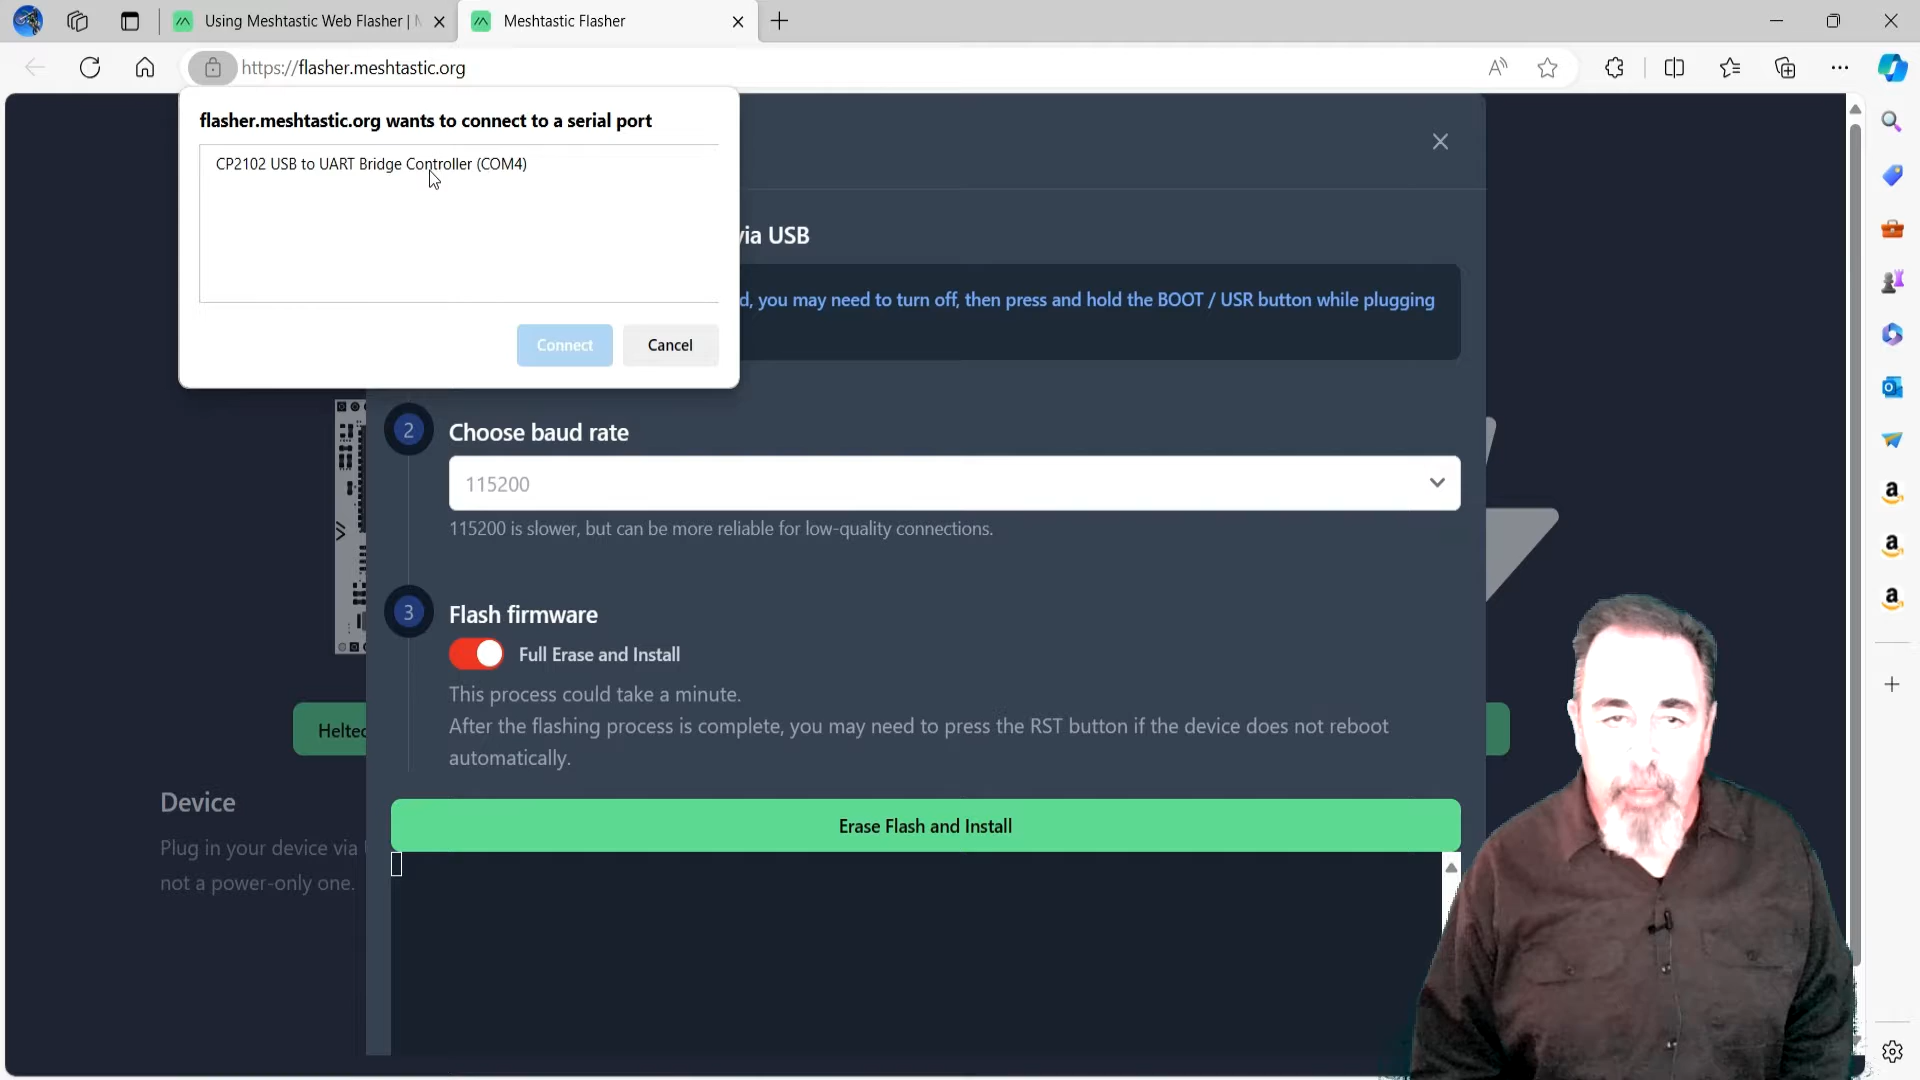 Using Meshtastic Web Flasher |
Meshtastic Flasher
https://flasher.meshtastic.org
flasher.meshtastic.org wants to connect to a serial port
CP2102 USB to UART Bridge Controller (COM4)
Connect
Cancel
via USB
d, you may need to turn off, then press and hold the BOOT / USR button while plugging
2
Choose baud rate
115200
115200 is slower, but can be more reliable for low-quality connections.
3
Flash firmware
Full Erase and Install
This process could take a minute.
After the flashing process is complete, you may need to press the RST button if the device does not reboot
automatically.
Heltec
Erase Flash and Install
Device
Plug in your device via
not a power-only one.